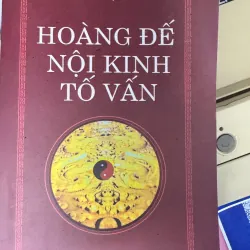 HOÀNG ĐẾ
NỘI KINH
TỐ VẤN